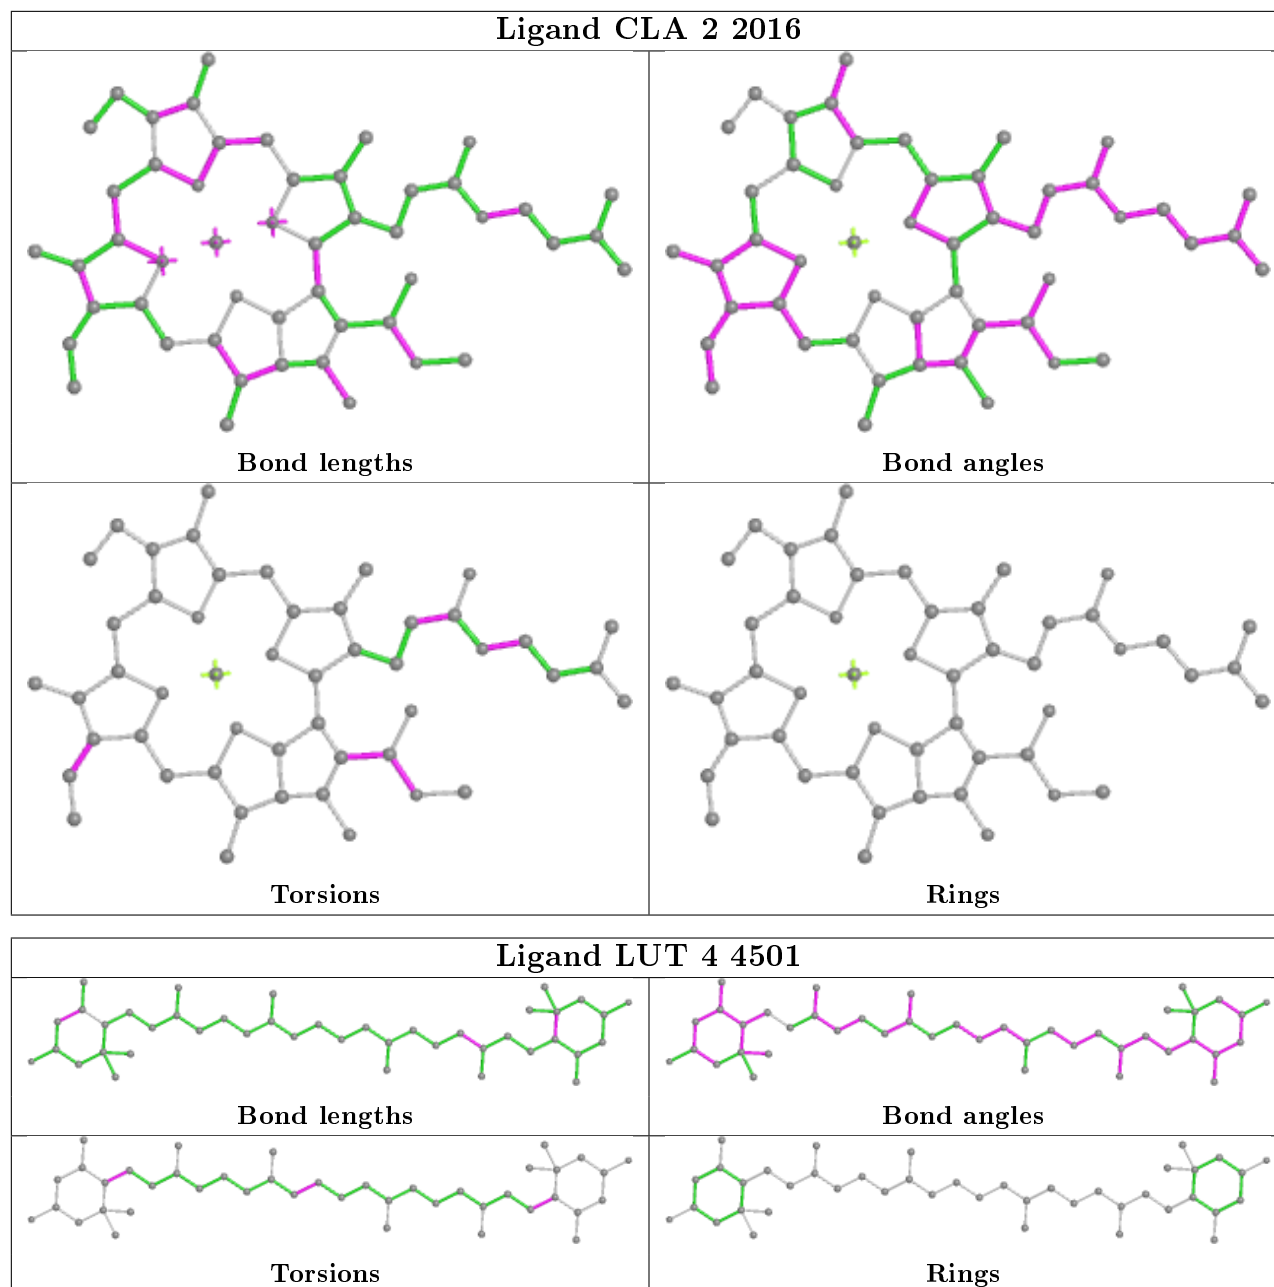 Ligand CLA 2 2016
Bond lengths
Bond angles
Torsions
Rings
Ligand LUT 4 4501
Bond lengths
Bond angles
Torsions
Rings